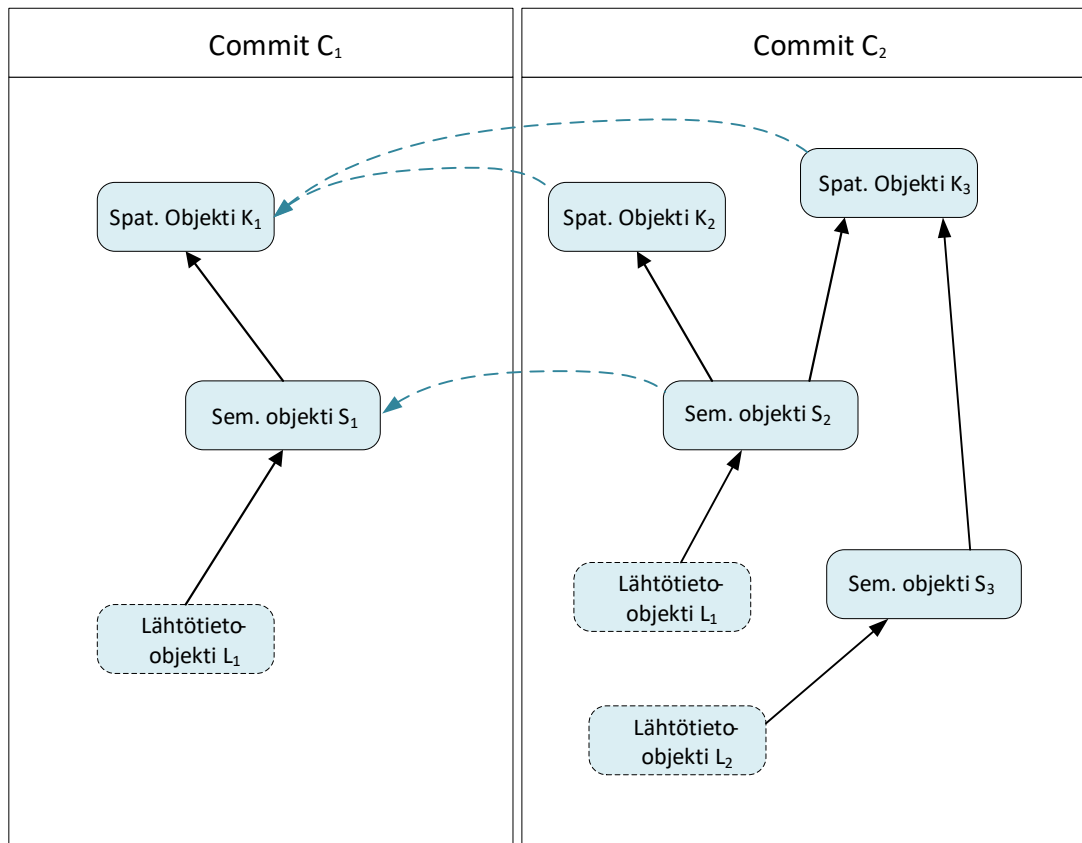 Commit C₁
Commit C₂
Spat. Objekti K₁
Spat. Objekti K₂
Spat. Objekti K₃
Sem. objekti S₁
Sem. objekti S₂
Lähtötieto-
objekti L₁
Lähtötieto-
objekti L₁
Sem. objekti S₃
Lähtötieto-
objekti L₂